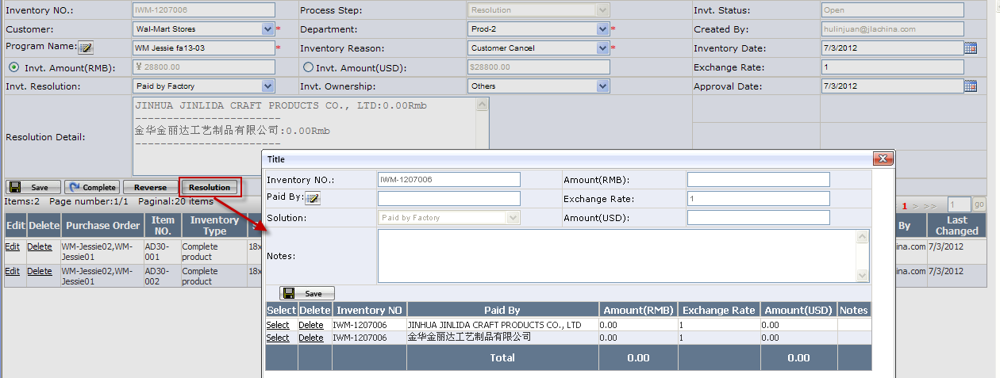 Inventory NO.: IWM-1207006 Process Step: Resolution Invt. Status: Open
Customer: Wal-Mart Stores * Department: Prod-2 * Created By: hulinjuan@jlachina.com
Program Name: WM Jessie fa13-03 * Inventory Reason: Customer Cancel * Inventory Date: 7/3/2012
Invt. Amount(RMB): ¥ 28800.00 Invt. Amount(USD): $28800.00 Exchange Rate: 1
Invt. Resolution: Paid by Factory Invt. Ownership: Others Approval Date: 7/3/2012
Resolution Detail:
JINHUA JINLIDA CRAFT PRODUCTS CO., LTD:0.00Rmb
-----------------------
金华金丽达工艺制品有限公司:0.00Rmb
-----------------------
Save Complete Reverse Resolution
Items:2 Page number:1/1 Paginal:20 items 1 > >> 1 go
Edit Delete Purchase Order Item NO. Inventory Type By Last Changed
Edit Delete WM-Jessie02,WM-Jessie01 AD30-001 Complete product 18x ina.com 7/3/2012
Edit Delete WM-Jessie02,WM-Jessie01 AD30-002 Complete product 18x ina.com 7/3/2012
Title
Inventory NO.: IWM-1207006 Amount(RMB):
Paid By: Exchange Rate: 1
Solution: Paid by Factory Amount(USD):
Notes:
Save
Select Delete Inventory NO Paid By Amount(RMB) Exchange Rate Amount(USD) Notes
Select Delete IWM-1207006 JINHUA JINLIDA CRAFT PRODUCTS CO., LTD 0.00 1 0.00
Select Delete IWM-1207006 金华金丽达工艺制品有限公司 0.00 1 0.00
Total 0.00 0.00